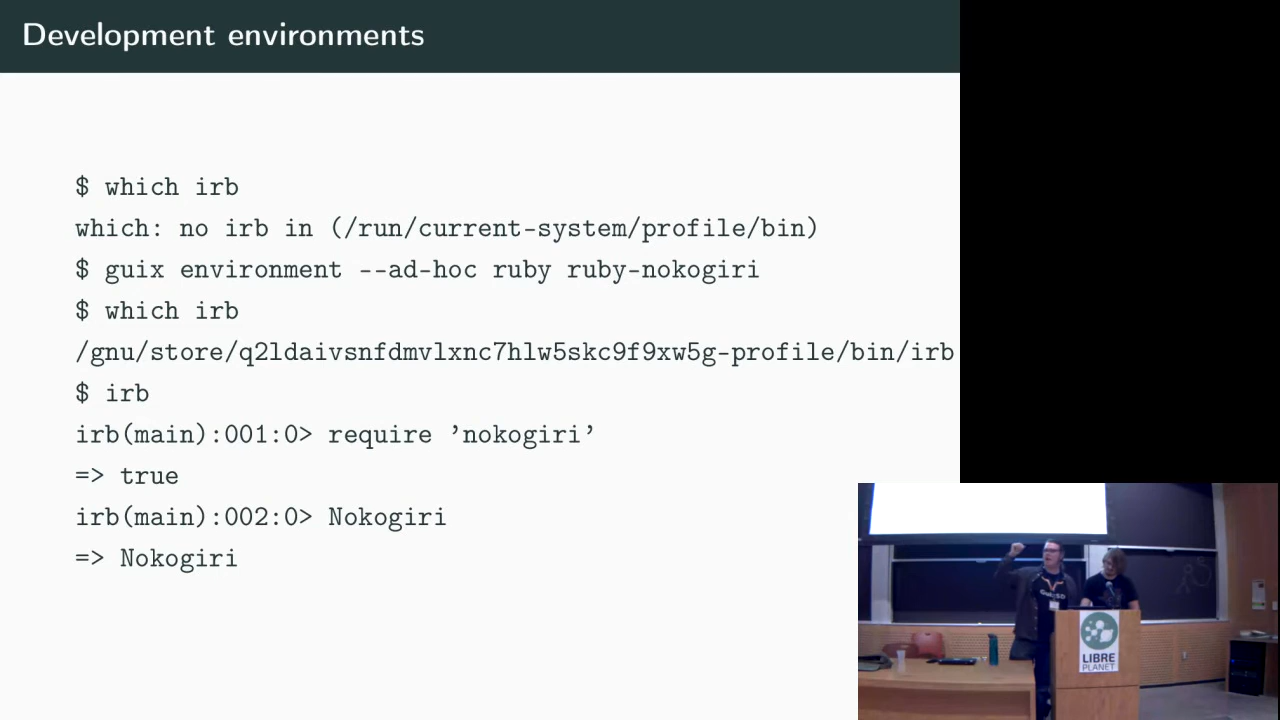 Development environments
$ which irb
which: no irb in (/run/current-system/profile/bin)
$ guix environment --ad-hoc ruby ruby-nokogiri
$ which irb
/gnu/store/q2ldaivsnfdmvlxnc7hlw5skc9f9xw5g-profile/bin/irb
$ irb
irb(main):001:0> require ’nokogiri’
=> true
irb(main):002:0> Nokogiri
=> Nokogiri
LIBRE
PLANET